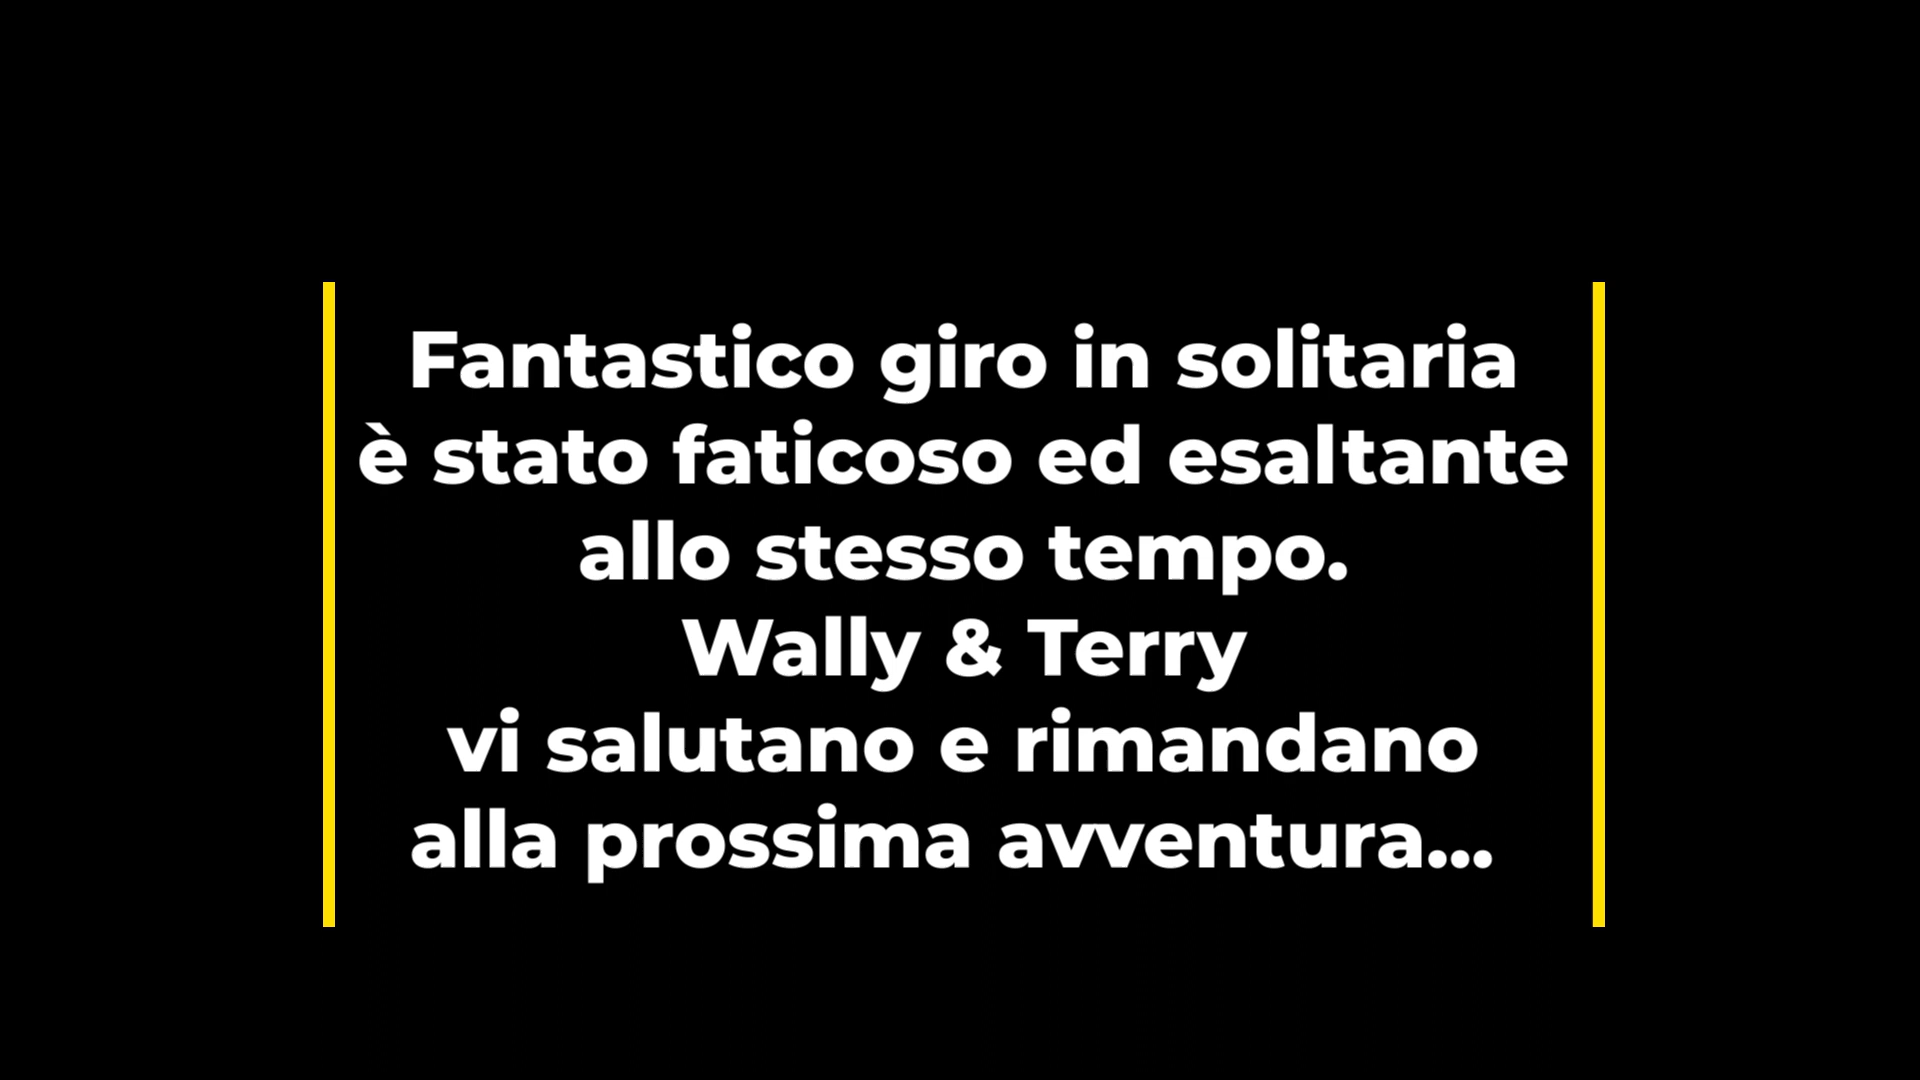 Fantastico giro in solitaria
è stato faticoso ed esaltante
allo stesso tempo.
Wally & Terry
vi salutano e rimandano
alla prossima avventura...